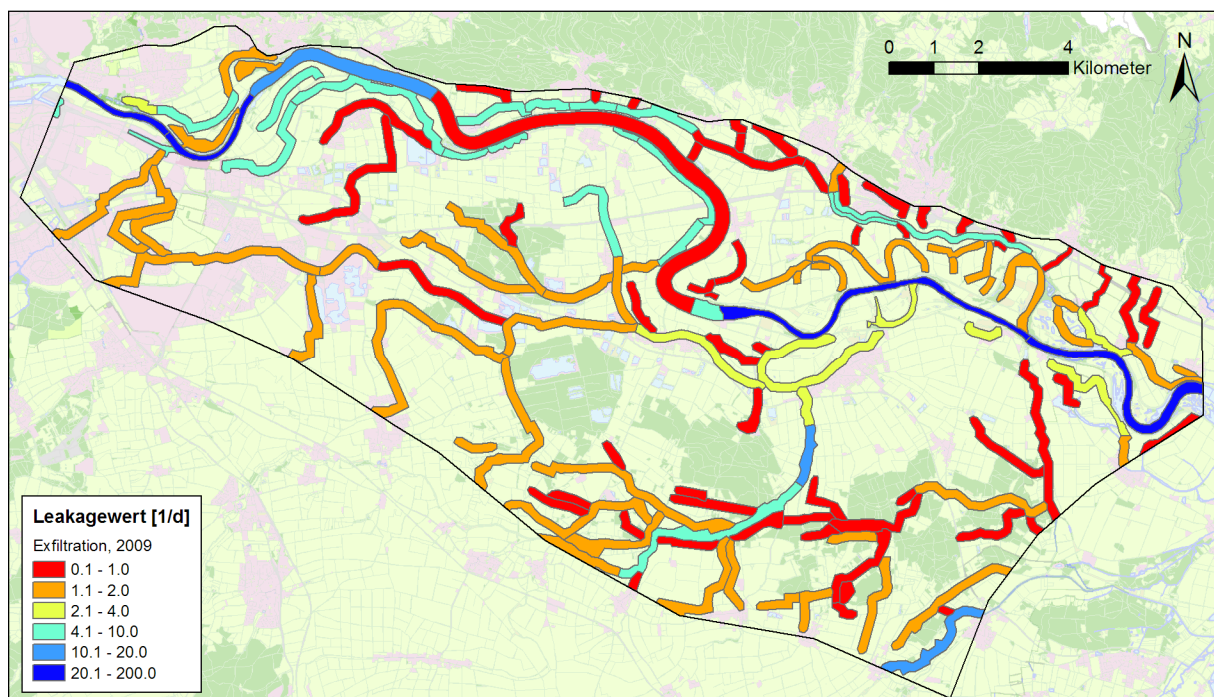 N
0 1 2 4
Kilometer
Leakagewert [1/d]
Exfiltration, 2009
0.1 - 1.0
1.1 - 2.0
2.1 - 4.0
4.1 - 10.0
10.1 - 20.0
20.1 - 200.0